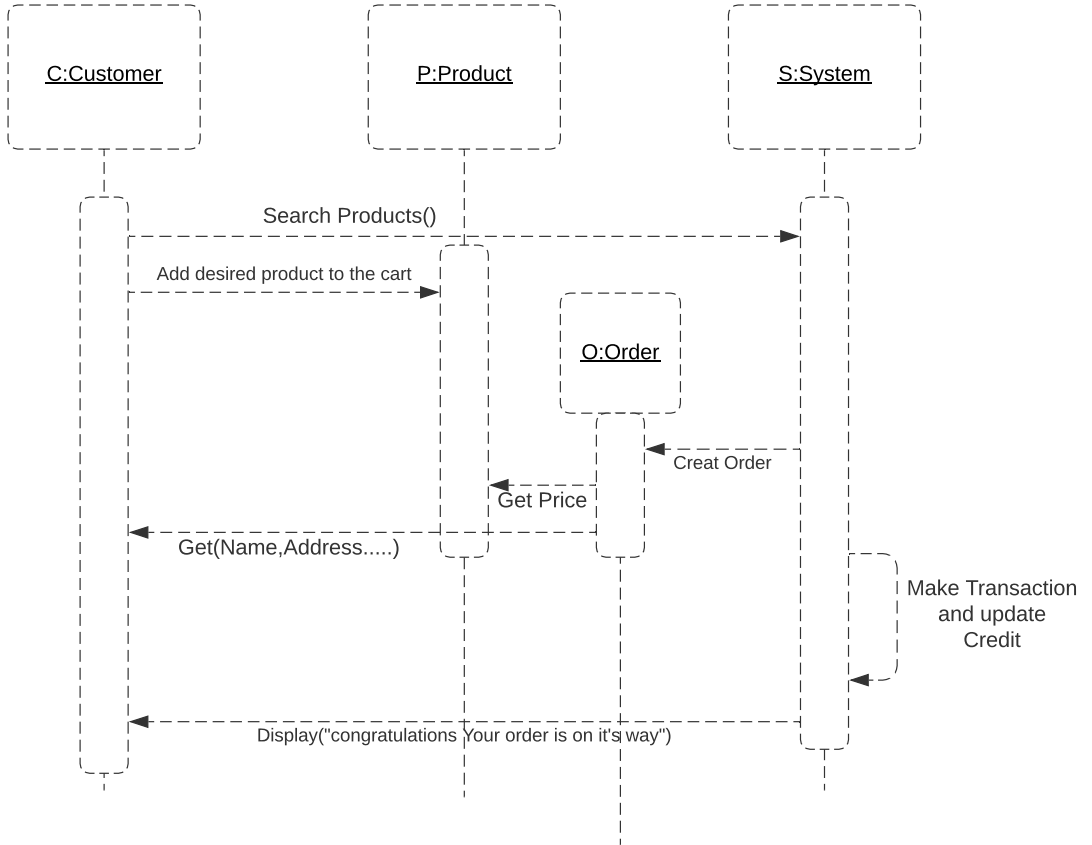 C:Customer
P:Product
S:System
Search Products()
Add desired product to the cart
O:Order
Creat Order
Get Price
Get(Name,Address.....)
Make Transaction
and update
Credit
Display("congratulations Your order is on it's way")